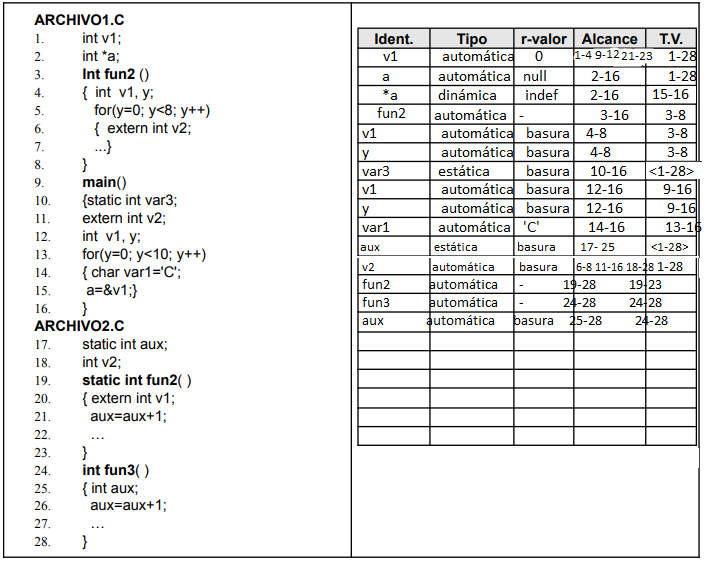 ARCHIVO1.C
1. int v1;
2. int *a;
3. Int fun2 ()
4. { int v1, y;
5. for(y=0; y<8; y++)
6. { extern int v2;
7. ...}
8. }
9. main()
10. {static int var3;
11. extern int v2;
12. int v1, y;
13. for(y=0; y<10; y++)
14. { char var1='C';
15. a=&v1;}
16. }
ARCHIVO2.C
17. static int aux;
18. int v2;
19. static int fun2( )
20. { extern int v1;
21. aux=aux+1;
22. …
23. }
24. int fun3( )
25. { int aux;
26. aux=aux+1;
27. …
28. }
Ident. Tipo r-valor Alcance T.V.
v1 automática 0 1-4 9-12 21-23 1-28
a automática null 2-16 1-28
*a dinámica indef 2-16 15-16
fun2 automática - 3-16 3-8
v1 automática basura 4-8 3-8
y automática basura 4-8 3-8
var3 estática basura 10-16 <1-28>
v1 automática basura 12-16 9-16
y automática basura 12-16 9-16
var1 automática 'C' 14-16 13-16
aux estática basura 17- 25 <1-28>
v2 automática basura 6-8 11-16 18-28 1-28
fun2 automática - 19-28 19-23
fun3 automática - 24-28 24-28
aux automática basura 25-28 24-28